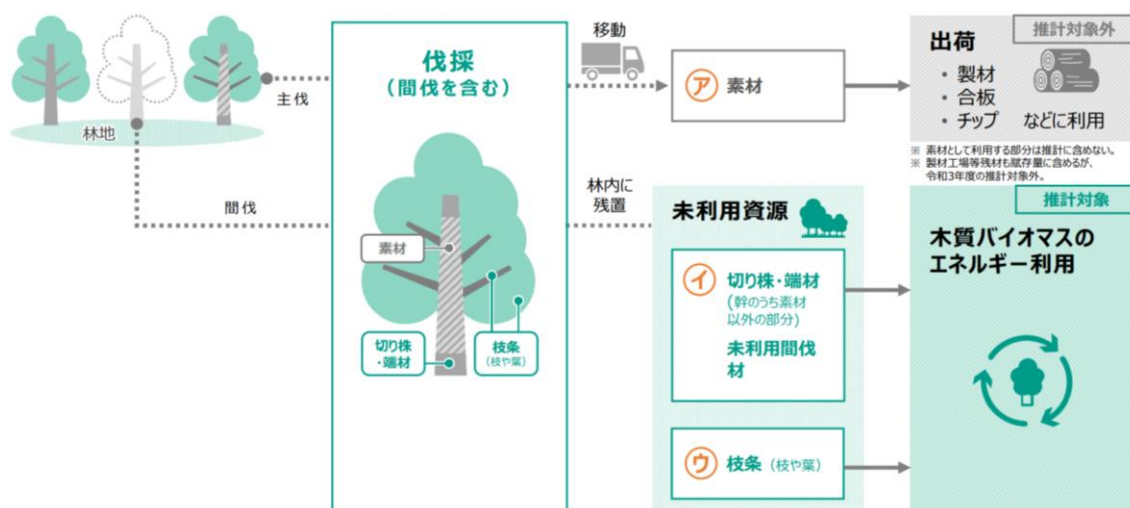 林地
主伐
間伐
伐採
（間伐を含む）
素材
切り株
・端材
枝条
（枝や葉）
移動
㋐ 素材
推計対象外
出荷
・ 製材
・ 合板
・ チップ などに利用
※ 素材として利用する部分は推計に含めない。
※ 製材工場等残材も賦存量に含めるが、
令和3年度の推計対象外。
林内に
残置
未利用資源
㋑ 切り株・端材
（幹のうち素材
以外の部分）
未利用間伐
材
㋒ 枝条（枝や葉）
推計対象
木質バイオマスの
エネルギー利用